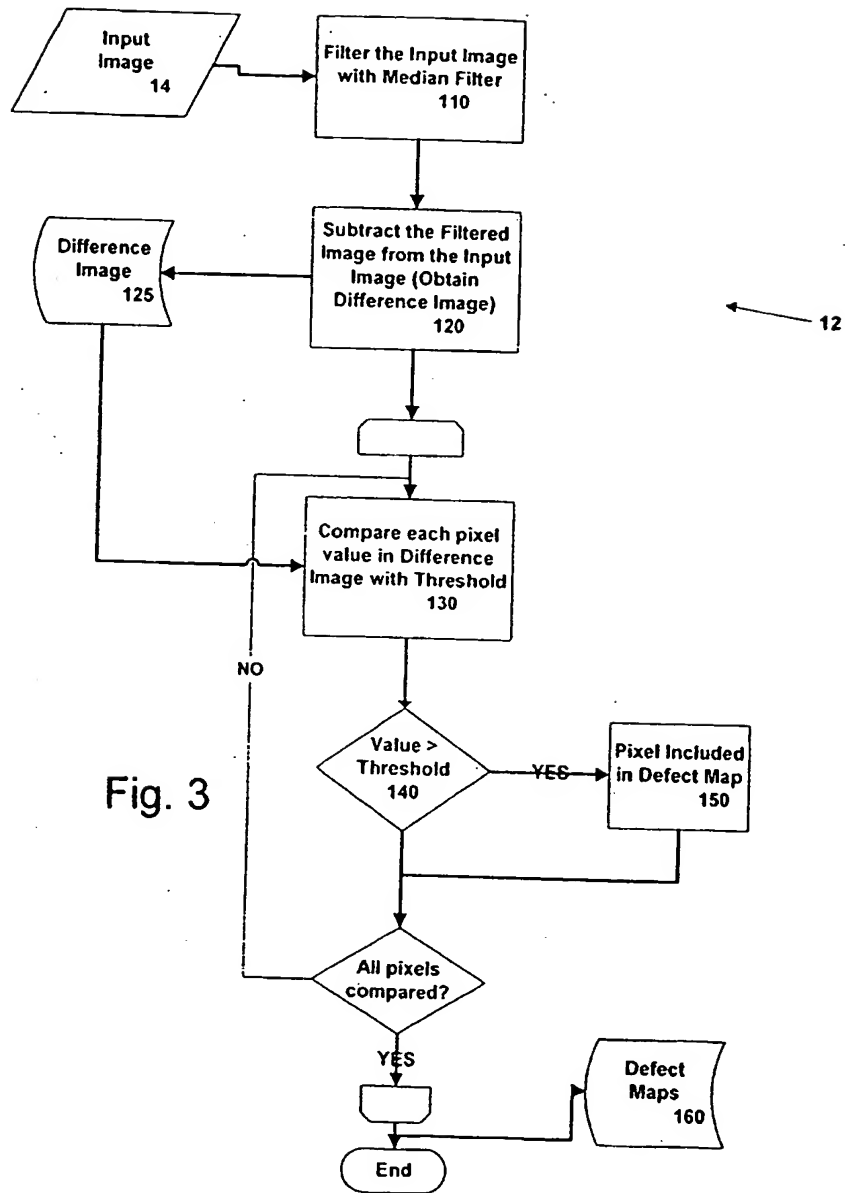 Input
Image
14
Filter the Input Image
with Median Filter
110
Difference
Image
125
Subtract the Filtered
Image from the Input
Image (Obtain
Difference Image)
120
12
Compare each pixel
value in Difference
Image with Threshold
130
NO
Value >
Threshold
140
YES
Pixel Included
in Defect Map
150
Fig. 3
All pixels
compared?
YES
Defect
Maps
160
End